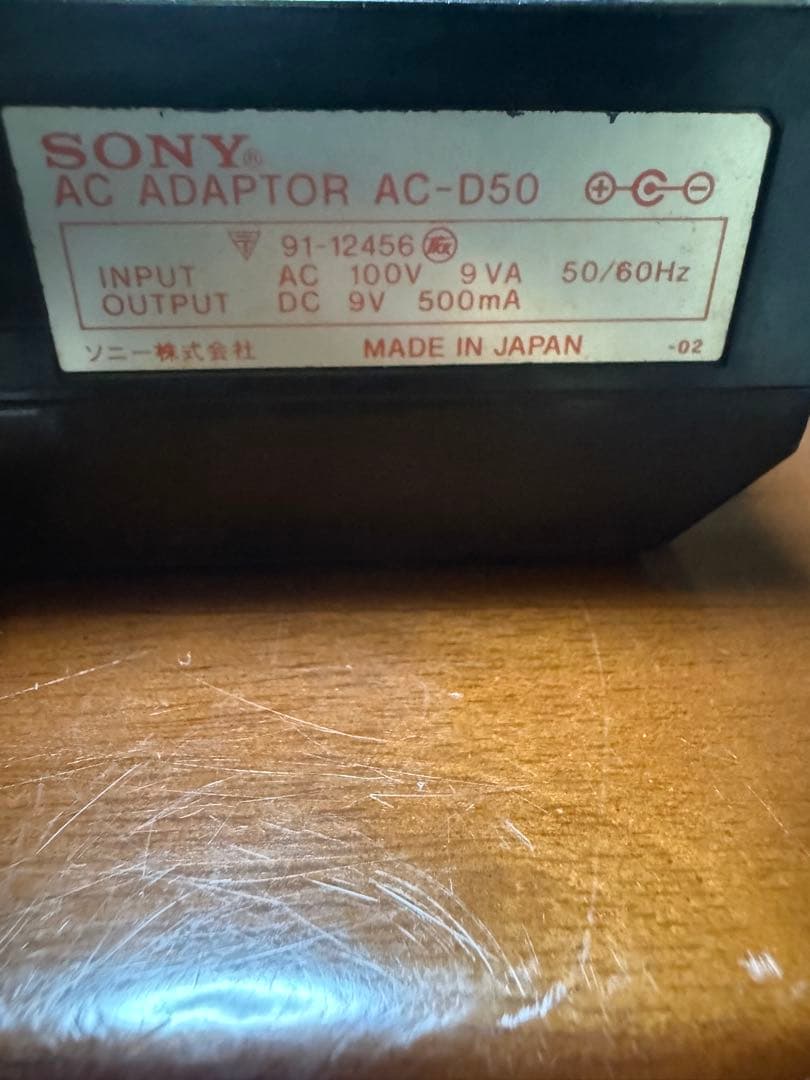 SONY®
AC ADAPTOR AC-D50
91-12456
INPUT AC 100V 9VA 50/60Hz
OUTPUT DC 9V 500mA
ソニー株式会社 MADE IN JAPAN -02